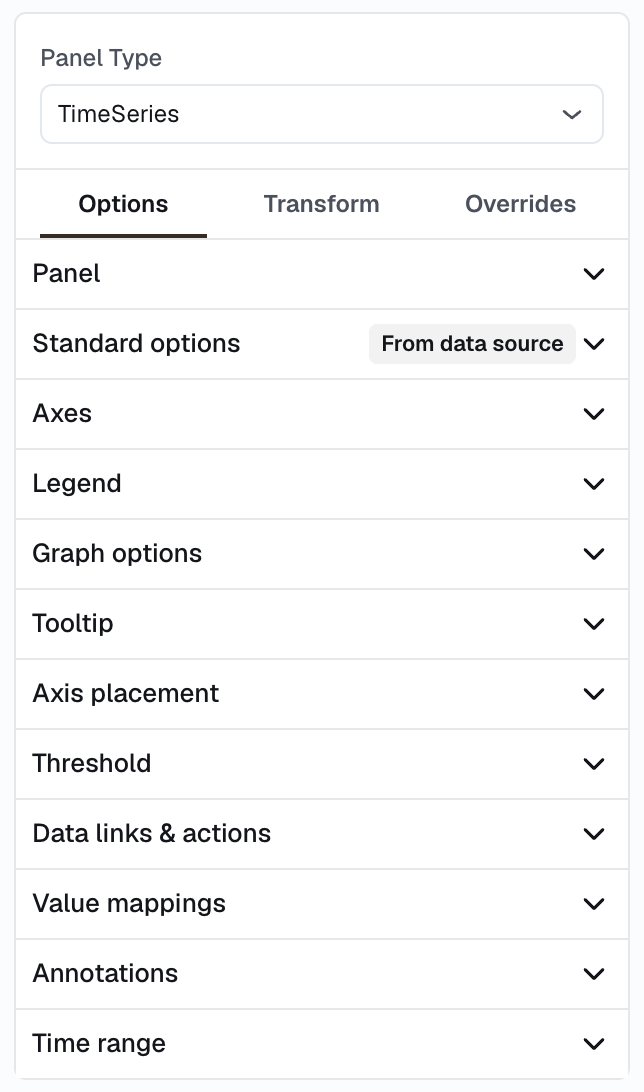 Panel Type
TimeSeries
Options Transform Overrides
Panel
Standard options From data source
Axes
Legend
Graph options
Tooltip
Axis placement
Threshold
Data links & actions
Value mappings
Annotations
Time range